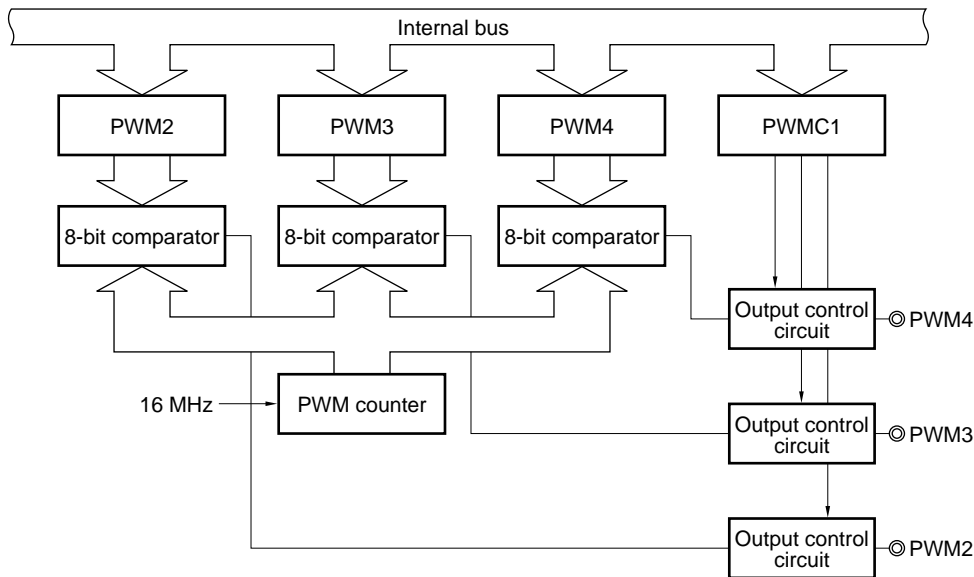 Internal bus
PWM2
PWM3
PWM4
PWMC1
8-bit comparator
8-bit comparator
8-bit comparator
Output control
circuit
PWM4
16 MHz
PWM counter
Output control
circuit
PWM3
Output control
circuit
PWM2